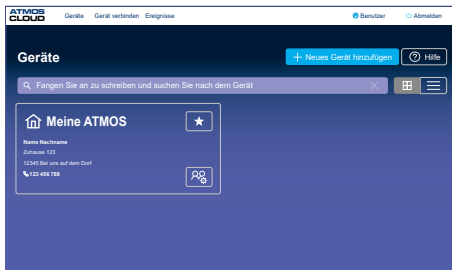 ATMOS
CLOUD
Geräte Gerät verbinden Ereignisse Benutzer Abmelden
Geräte
Neues Gerät hinzufügen
Hilfe
Fangen Sie an zu schreiben und suchen Sie nach dem Gerät
Meine ATMOS
Name Nachname
Zuhause 123
12345 Bei uns auf dem Dorf
123 456 789